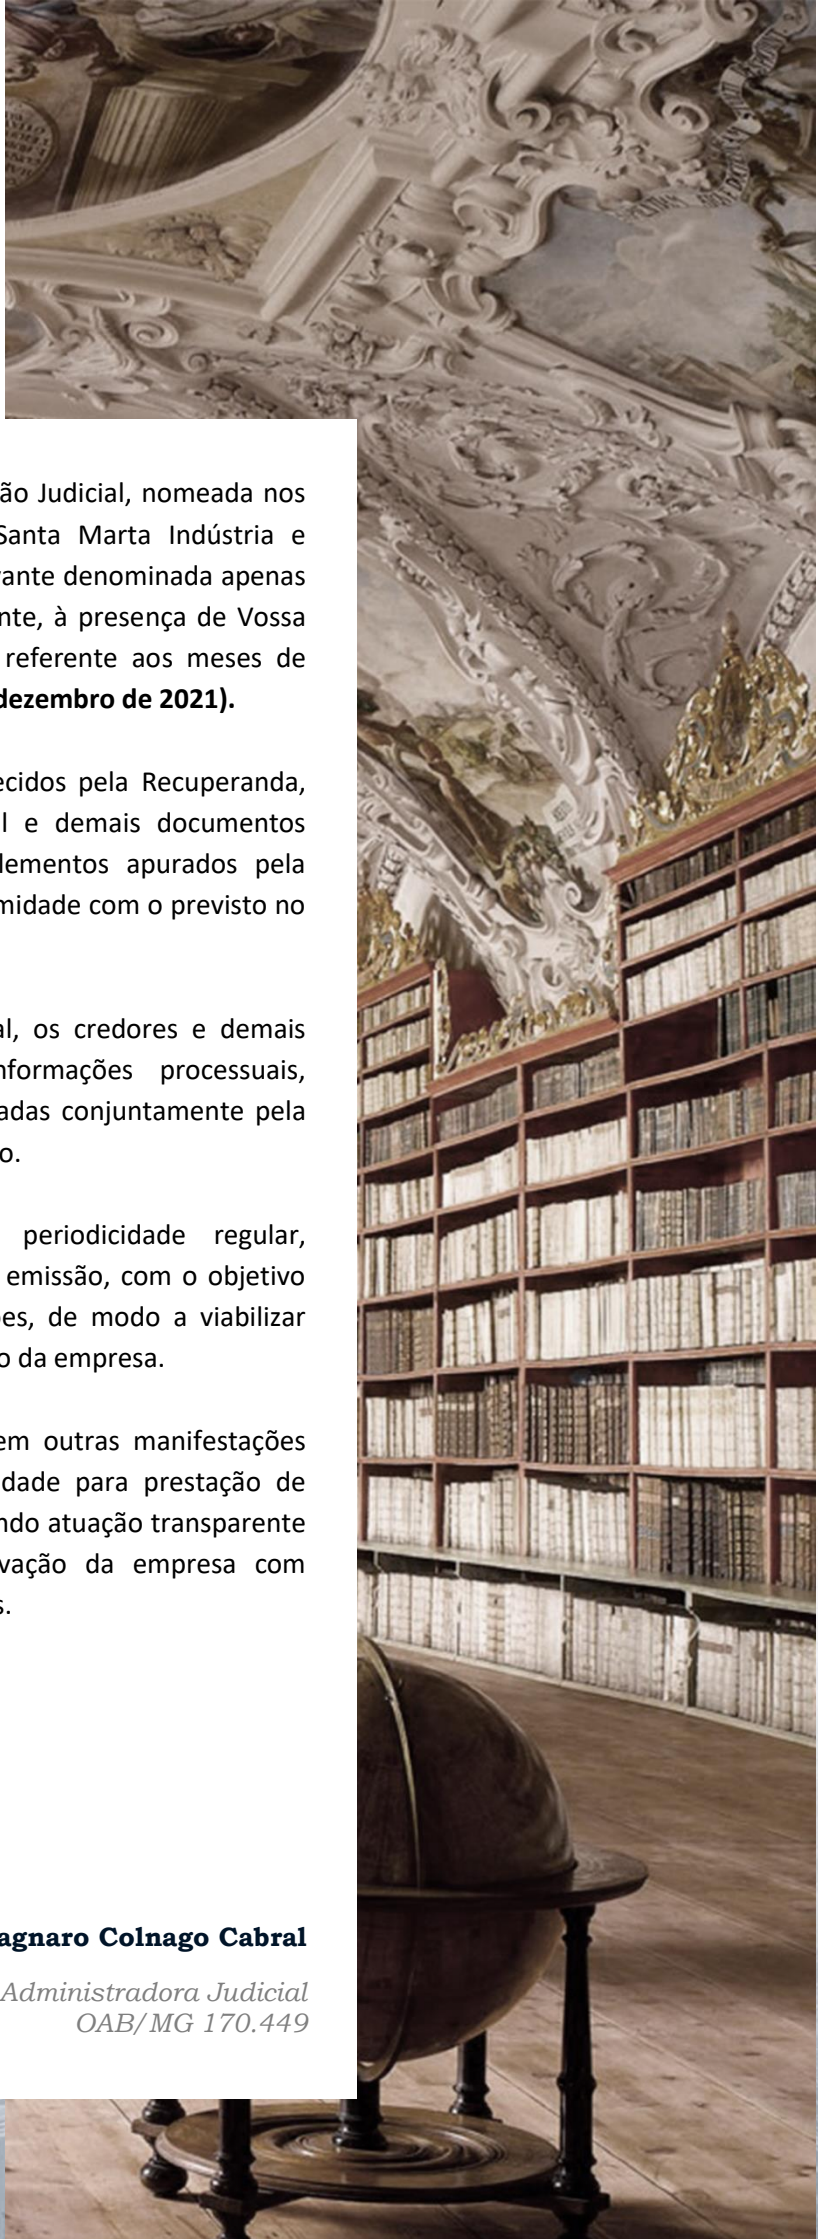 ão Judicial, nomeada nos
Santa Marta Indústria e
rante denominada apenas
nte, à presença de Vossa
referente aos meses de
dezembro de 2021).
ecidos pela Recuperanda,
l e demais documentos
lementos apurados pela
midade com o previsto no
al, os credores e demais
nformações processuais,
adas conjuntamente pela
o.
periodicidade regular,
emissão, com o objetivo
es, de modo a viabilizar
o da empresa.
em outras manifestações
dade para prestação de
ndo atuação transparente
vação da empresa com
s.
agnaro Colnago Cabral
Administradora Judicial
OAB/MG 170.449